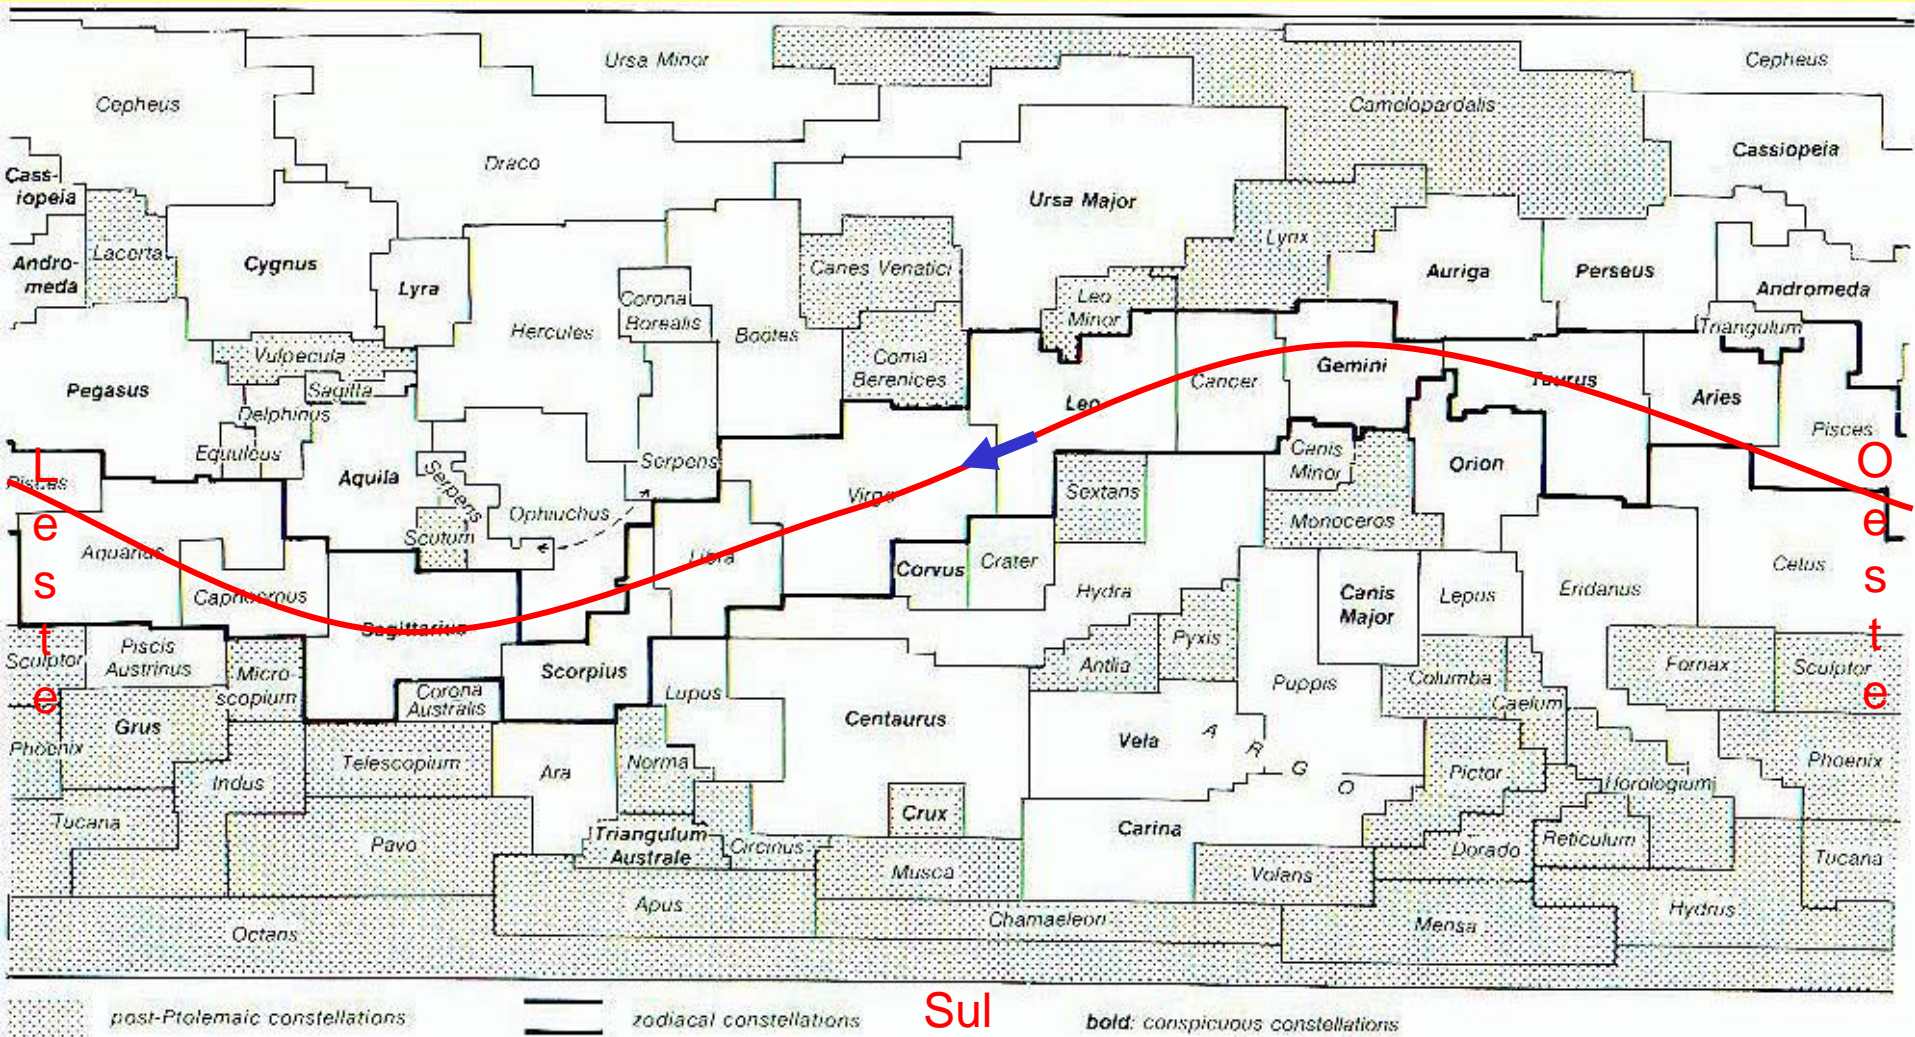 Ursa Minor
Cepheus
Cepheus
Camelopardalis
Draco
Cassiopeia
Cass-
iopeia
Ursa Major
Lacerta
Cygnus
Lynx
Andro-
meda
Lyra
Canes Venatici
Auriga
Perseus
Andromeda
Corona
Borealis
Leo
Minor
Hercules
Boötes
Triangulum
Vulpecula
Coma
Berenices
Gemini
Pegasus
Sagitta
Cancer
Taurus
Leo
Aries
Delphinus
Pisces
Equuleus
Aquila
Serpens
Serpens
Canis
Minor
Orion
Pisces
Virgo
Sextans
Ophiuchus
Monoceros
Scutum
Aquarius
Libra
Corvus
Crater
Cetus
Capricornus
Hydra
Canis
Major
Lepus
Eridanus
Sagittarius
Pyxis
Sculptor
Piscis
Austrinus
Scorpius
Antlia
Fornax
Sculptor
Micro-
scopium
Corona
Australis
Lupus
Puppis
Columba
Caelum
Grus
Centaurus
Vela
A R G O
Phoenix
Telescopium
Ara
Norma
Pictor
Phoenix
Indus
Horologium
Tucana
Crux
Carina
Pavo
Triangulum
Australe
Circinus
Dorado
Reticulum
Tucana
Musca
Volans
Apus
Chamaeleon
Hydrus
Octans
Mensa
Leste
Oeste
Sul
post-Ptolemaic constellations
zodiacal constellations
bold: conspicuous constellations